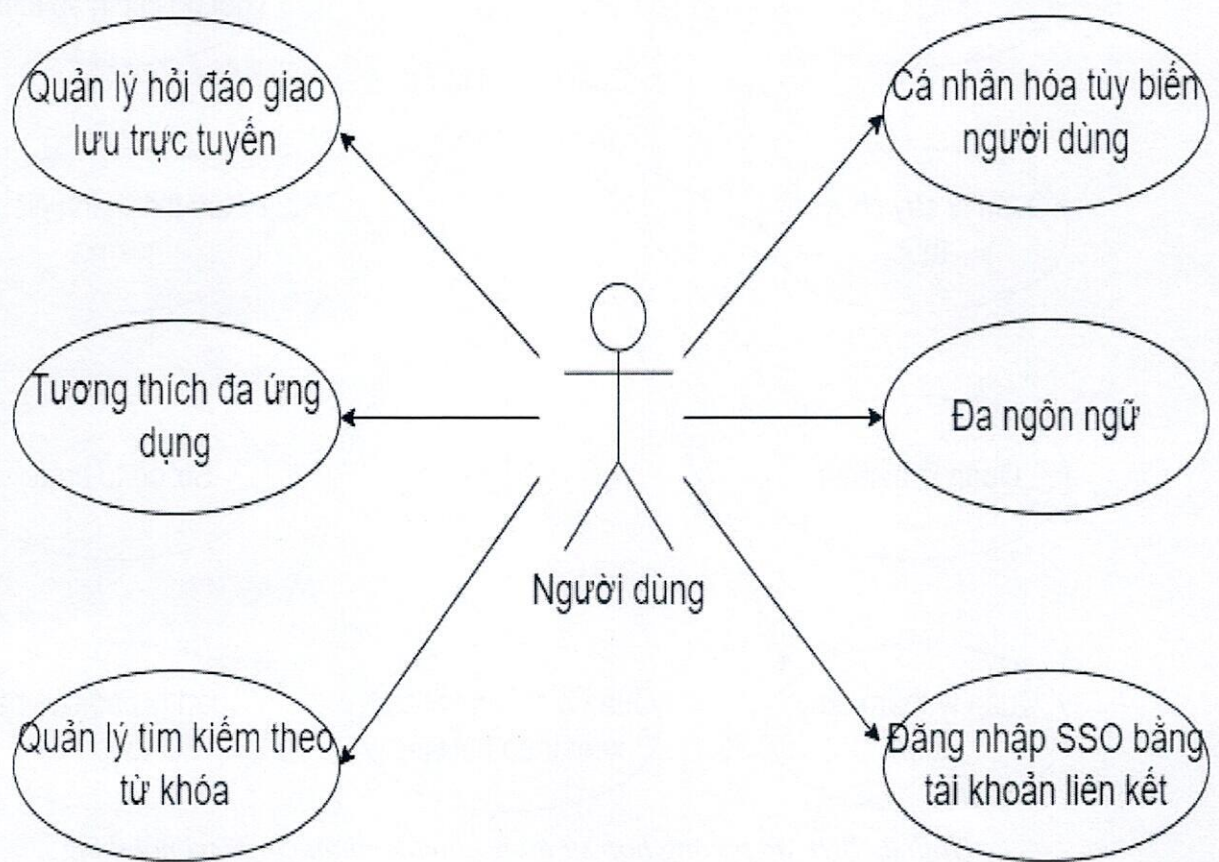 Quản lý hỏi đáo giao
lưu trực tuyến
Cá nhân hóa tùy biến
người dùng
Tương thích đa ứng
dụng
Đa ngôn ngữ
Người dùng
Quản lý tìm kiếm theo
từ khóa
Đăng nhập SSO bằng
tài khoản liên kết